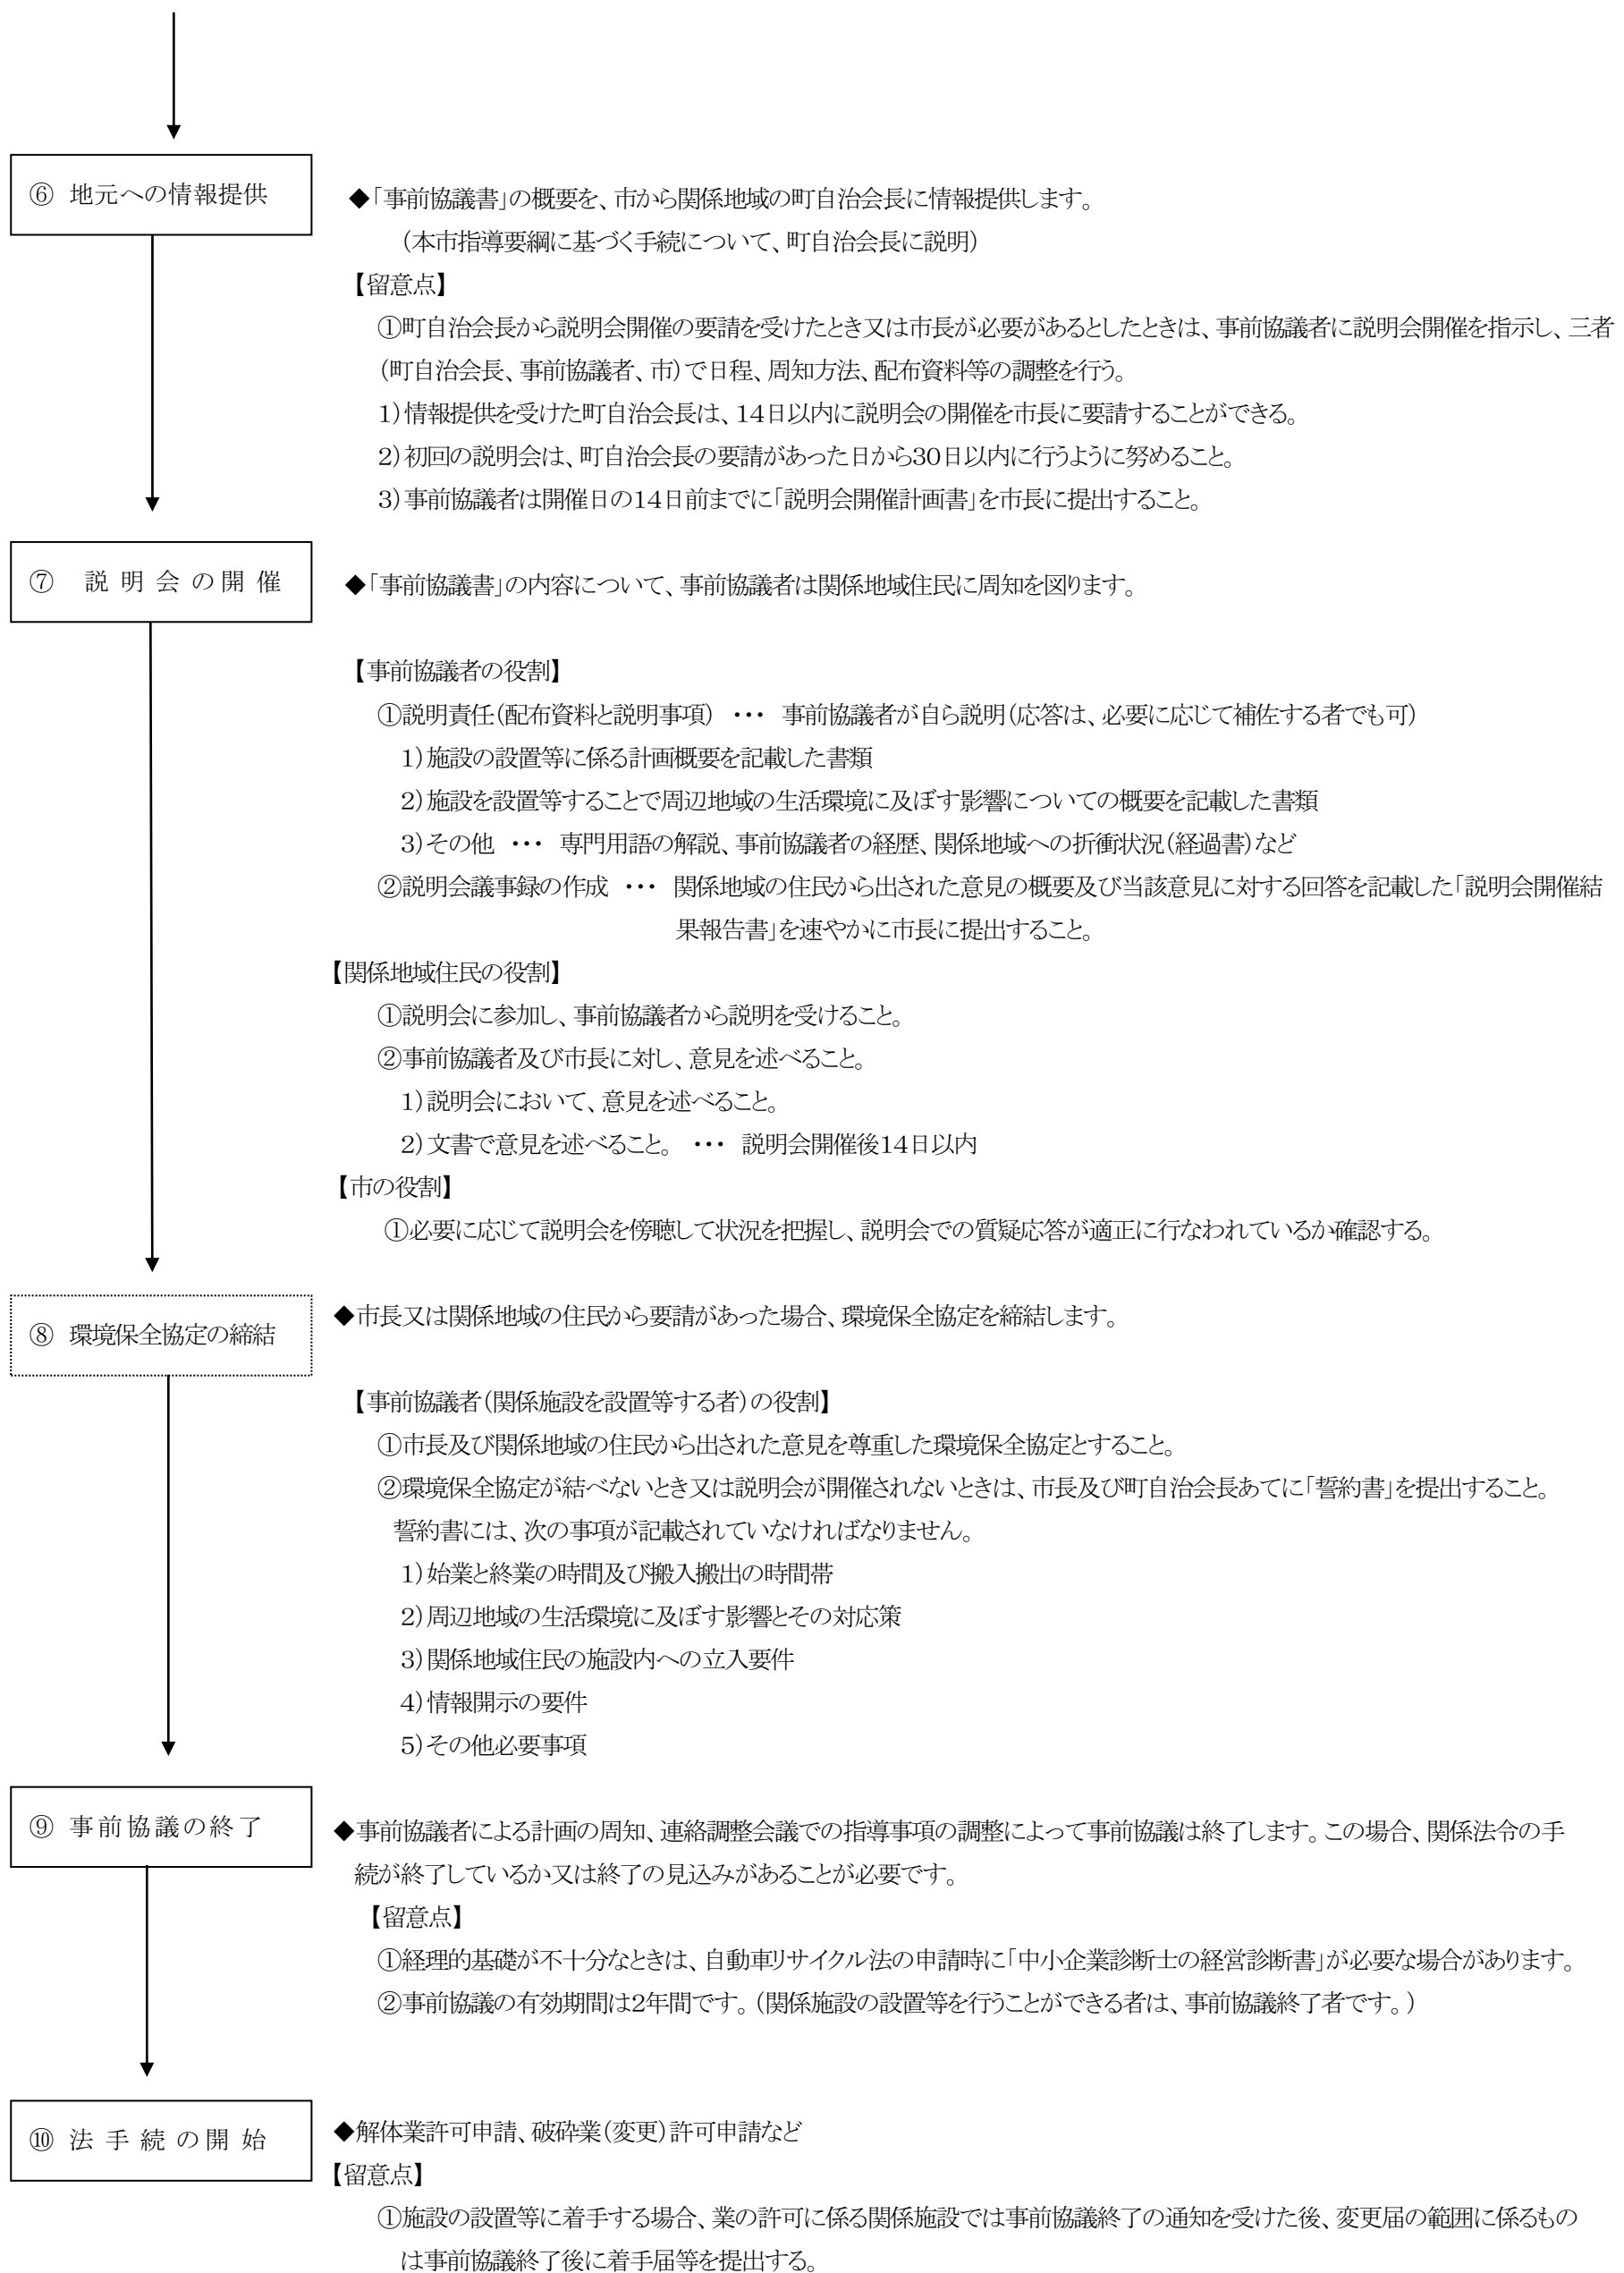 ⑥ 地元への情報提供
◆「事前協議書」の概要を、市から関係地域の町自治会長に情報提供します。
(本市指導要綱に基づく手続について、町自治会長に説明)
【留意点】
①町自治会長から説明会開催の要請を受けたとき又は市長が必要があるとしたときは、事前協議者に説明会開催を指示し、三者
(町自治会長、事前協議者、市)で日程、周知方法、配布資料等の調整を行う。
1)情報提供を受けた町自治会長は、14日以内に説明会の開催を市長に要請することができる。
2)初回の説明会は、町自治会長の要請があった日から30日以内に行うように努めること。
3)事前協議者は開催日の14日前までに「説明会開催計画書」を市長に提出すること。
⑦ 説明会の開催
◆「事前協議書」の内容について、事前協議者は関係地域住民に周知を図ります。
【事前協議者の役割】
①説明責任(配布資料と説明事項) ・・・ 事前協議者が自ら説明(応答は、必要に応じて補佐する者でも可)
1)施設の設置等に係る計画概要を記載した書類
2)施設を設置等することで周辺地域の生活環境に及ぼす影響についての概要を記載した書類
3)その他 ・・・ 専門用語の解説、事前協議者の経歴、関係地域への折衝状況(経過書)など
②説明会議事録の作成 ・・・ 関係地域の住民から出された意見の概要及び当該意見に対する回答を記載した「説明会開催結
果報告書」を速やかに市長に提出すること。
【関係地域住民の役割】
①説明会に参加し、事前協議者から説明を受けること。
②事前協議者及び市長に対し、意見を述べること。
1)説明会において、意見を述べること。
2)文書で意見を述べること。 ・・・ 説明会開催後14日以内
【市の役割】
①必要に応じて説明会を傍聴して状況を把握し、説明会での質疑応答が適正に行なわれているか確認する。
⑧ 環境保全協定の締結
◆市長又は関係地域の住民から要請があった場合、環境保全協定を締結します。
【事前協議者(関係施設を設置等する者)の役割】
①市長及び関係地域の住民から出された意見を尊重した環境保全協定とすること。
②環境保全協定が結べないとき又は説明会が開催されないときは、市長及び町自治会長あてに「誓約書」を提出すること。
誓約書には、次の事項が記載されていなければなりません。
1)始業と終業の時間及び搬入搬出の時間帯
2)周辺地域の生活環境に及ぼす影響とその対応策
3)関係地域住民の施設内への立入要件
4)情報開示の要件
5)その他必要事項
⑨ 事前協議の終了
◆事前協議者による計画の周知、連絡調整会議での指導事項の調整によって事前協議は終了します。この場合、関係法令の手
続が終了しているか又は終了の見込みがあることが必要です。
【留意点】
①経理的基礎が不十分なときは、自動車リサイクル法の申請時に「中小企業診断士の経営診断書」が必要な場合があります。
②事前協議の有効期間は2年間です。(関係施設の設置等を行うことができる者は、事前協議終了者です。)
⑩ 法手続の開始
◆解体業許可申請、破砕業(変更)許可申請など
【留意点】
①施設の設置等に着手する場合、業の許可に係る関係施設では事前協議終了の通知を受けた後、変更届の範囲に係るもの
は事前協議終了後に着手届等を提出する。